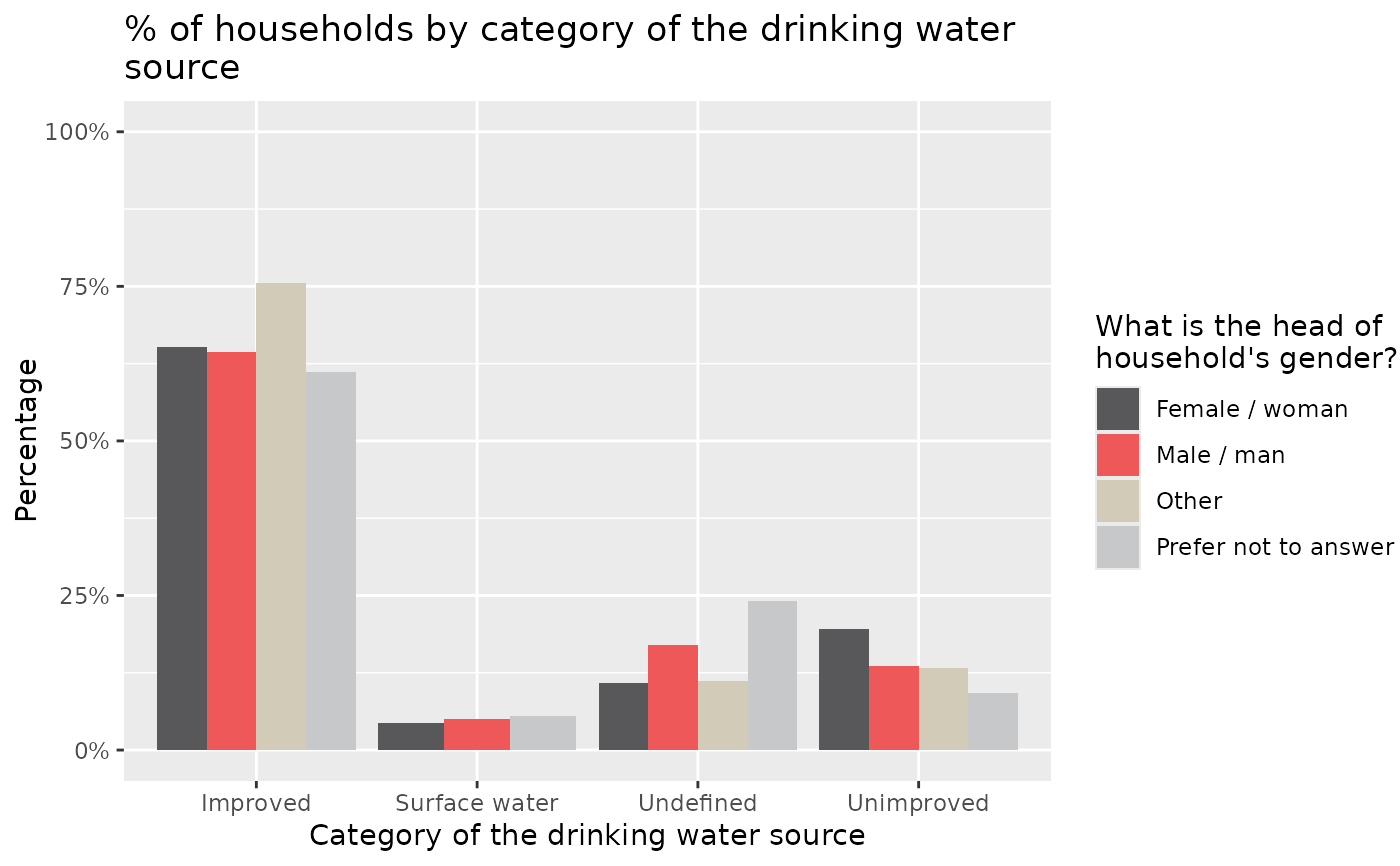 % of households by category of the drinking water
source
100%
75%
50%
25%
0%
Percentage
Improved
Surface water
Undefined
Unimproved
Category of the drinking water source
What is the head of
household's gender?
Female / woman
Male / man
Other
Prefer not to answer